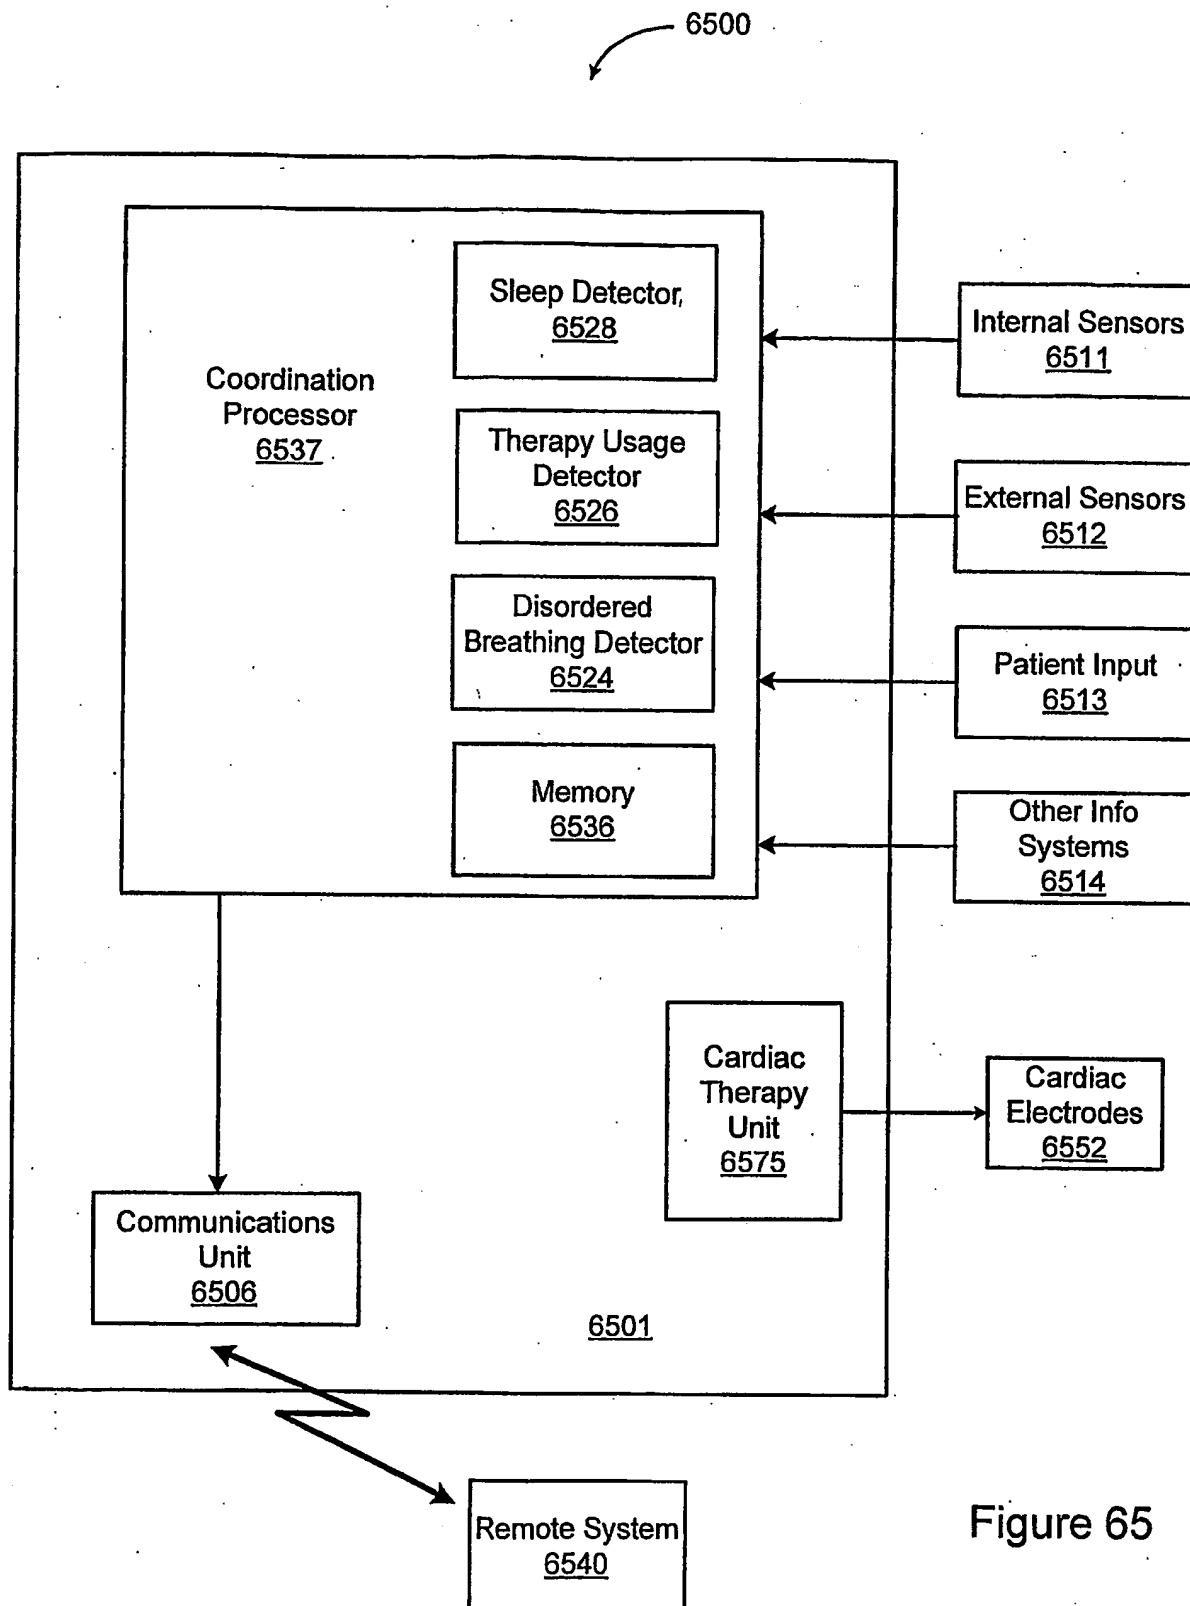 6500
Sleep Detector,
6528
Coordination
Processor
6537
Therapy Usage
Detector
6526
Disordered
Breathing Detector
6524
Memory
6536
Internal Sensors
6511
External Sensors
6512
Patient Input
6513
Other Info
Systems
6514
Cardiac
Therapy
Unit
6575
Cardiac
Electrodes
6552
Communications
Unit
6506
6501
Remote System
6540
Figure 65